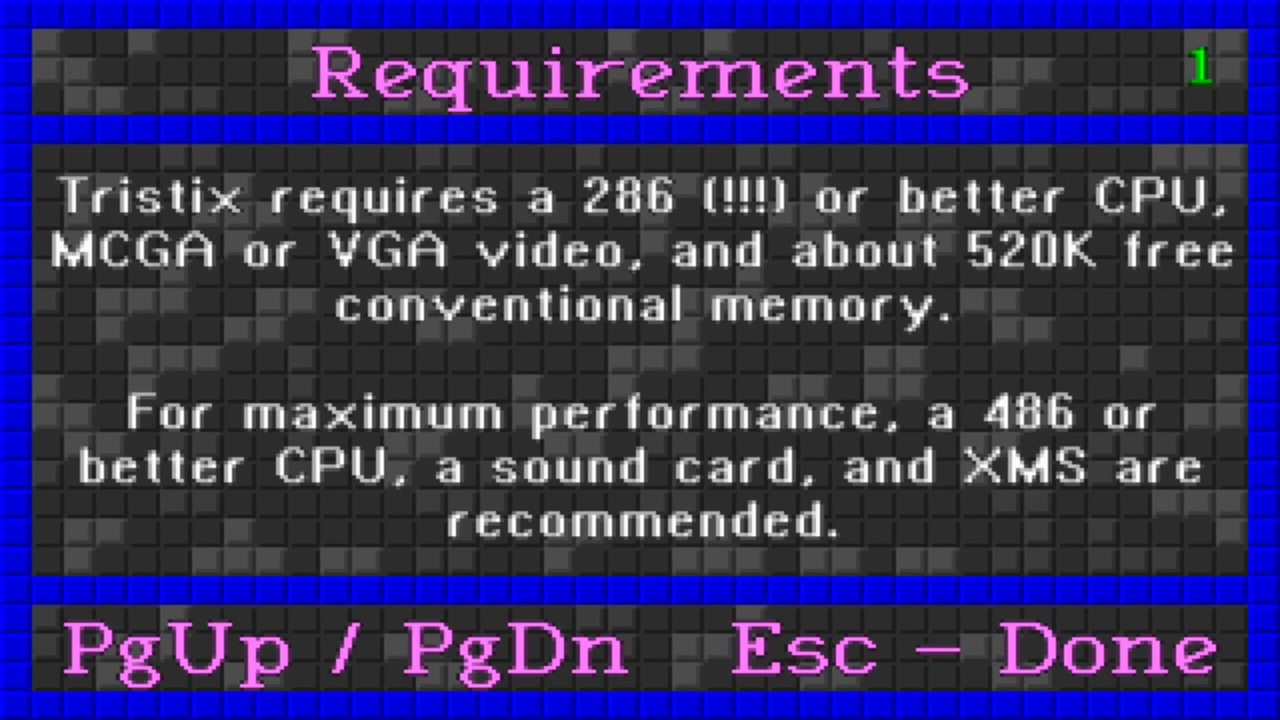 Requirements
1
Tristix requires a 286 (!!!) or better CPU,
MCGA or VGA video, and about 520K free
conventional memory.
For maximum performance, a 486 or
better CPU, a sound card, and XMS are
recommended.
PgUp / PgDn Esc - Done